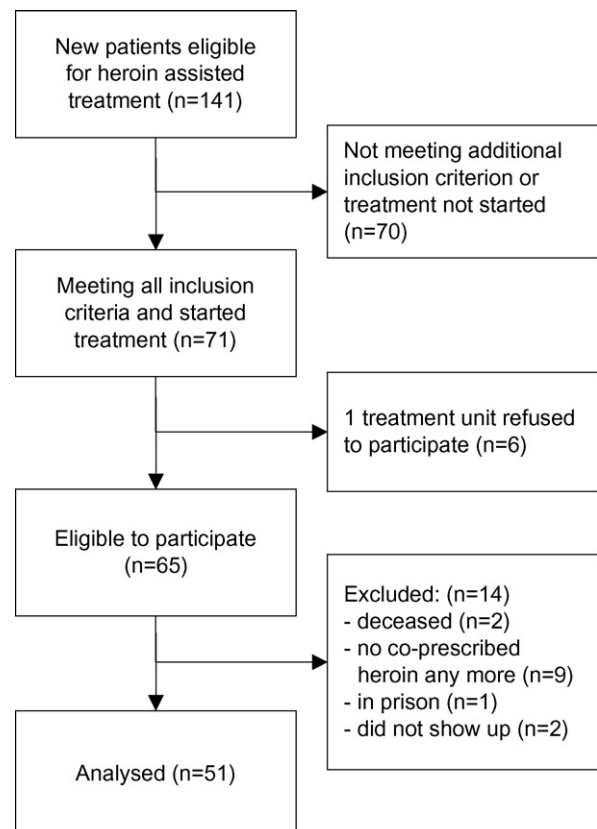 New patients eligible
for heroin assisted
treatment (n=141)
Not meeting additional
inclusion criterion or
treatment not started
(n=70)
Meeting all inclusion
criteria and started
treatment (n=71)
1 treatment unit refused
to participate (n=6)
Eligible to participate
(n=65)
Excluded: (n=14)
- deceased (n=2)
- no co-prescribed
heroin any more (n=9)
- in prison (n=1)
- did not show up (n=2)
Analysed (n=51)